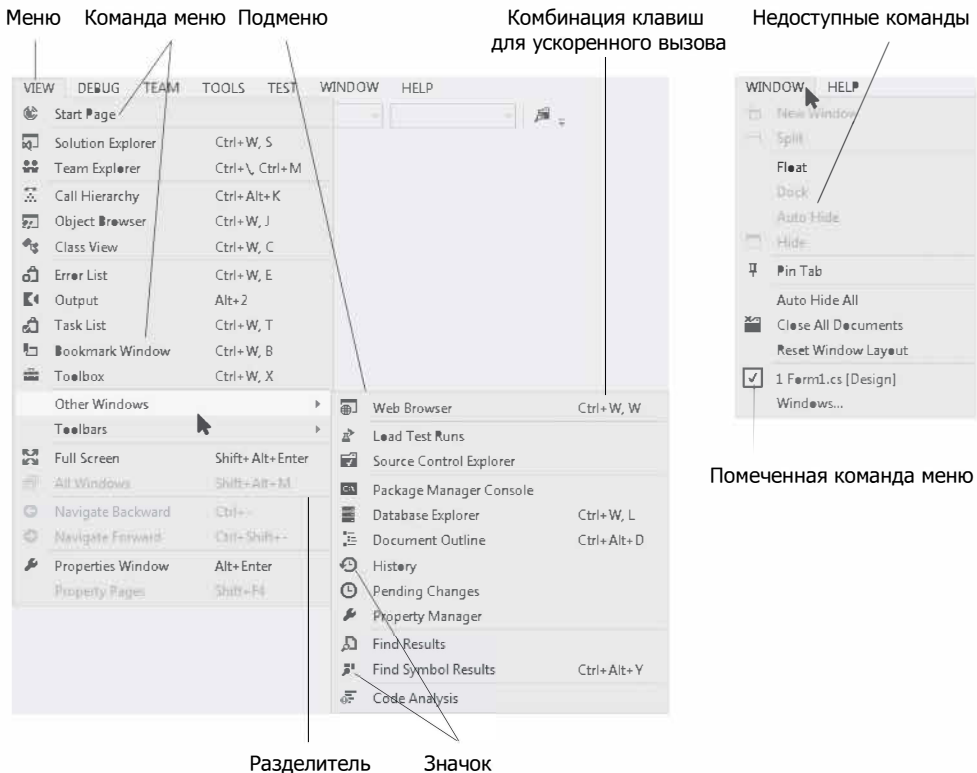 Меню Команда меню Подменю
Комбинация клавиш
для ускоренного вызова
Недоступные команды
VIEW DEBUG TEAM TOOLS TEST WINDOW HELP
Start Page
Solution Explorer Ctrl+W, S
Team Explorer Ctrl+\, Ctrl+M
Call Hierarchy Ctrl+Alt+K
Object Browser Ctrl+W, J
Class View Ctrl+W, C
Error List Ctrl+W, E
Output Alt+2
Task List Ctrl+W, T
Bookmark Window Ctrl+W, B
Toolbox Ctrl+W, X
Other Windows
Toolbars
Full Screen Shift+Alt+Enter
All Windows Shift+Alt+M
Navigate Backward Ctrl+-
Navigate Forward Ctrl+Shift+-
Properties Window Alt+Enter
Property Pages Shift+F4
Web Browser Ctrl+W, W
Load Test Runs
Source Control Explorer
Package Manager Console
Database Explorer Ctrl+W, L
Document Outline Ctrl+Alt+D
History
Pending Changes
Property Manager
Find Results
Find Symbol Results Ctrl+Alt+Y
Code Analysis
WINDOW HELP
New Window
Split
Float
Dock
Auto Hide
Hide
Pin Tab
Auto Hide All
Close All Documents
Reset Window Layout
1 Form1.cs [Design]
Windows...
Помеченная команда меню
Разделитель Значок